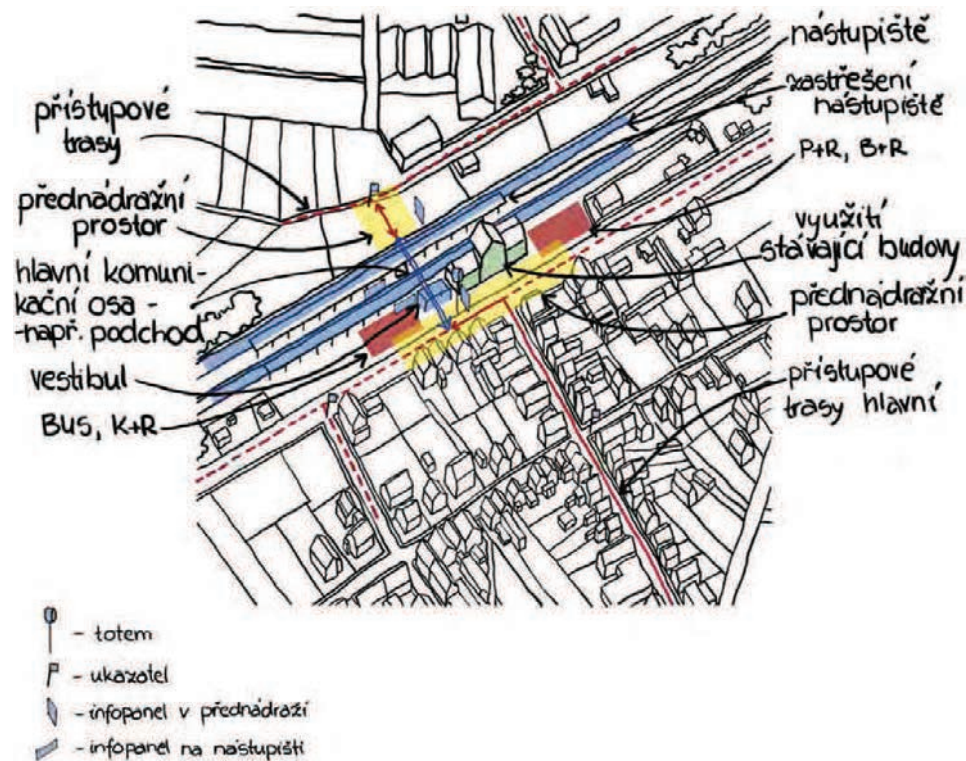 přístupové
trasy
přednádražní
prostor
hlavní komuni-
kační osa -
-např. podchod
vestibul
BUS, K+R
nástupiště
zastřešení
nástupiště
P+R, B+R
využití
stávající budovy
přednádražní
prostor
přístupové
trasy hlavní
- totem
- ukazatel
- infopanel v přednádraží
- infopanel na nástupišti